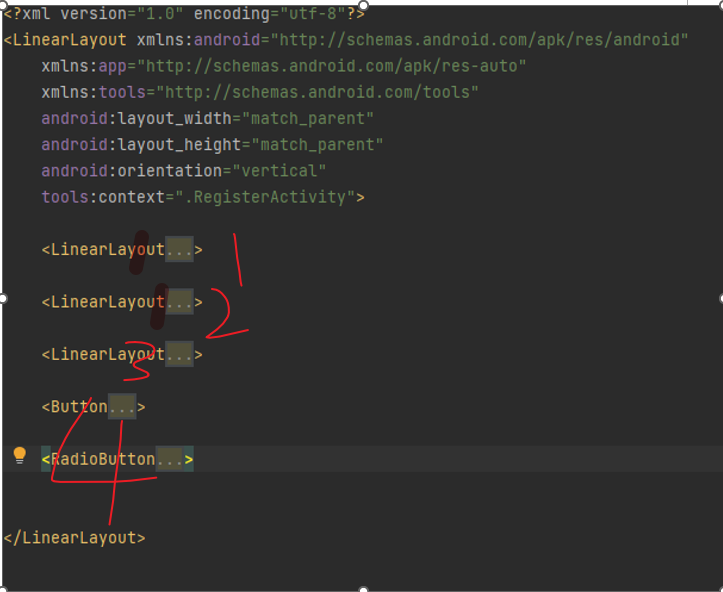 <?xml version="1.0" encoding="utf-8"?>
<LinearLayout xmlns:android="http://schemas.android.com/apk/res/android"
xmlns:app="http://schemas.android.com/apk/res-auto"
xmlns:tools="http://schemas.android.com/tools"
android:layout_width="match_parent"
android:layout_height="match_parent"
android:orientation="vertical"
tools:context=".RegisterActivity">
<LinearLayout...> 1
<LinearLayout...> 2
<LinearLayout...> 3
<Button...>
4
<RadioButton...>
</LinearLayout>